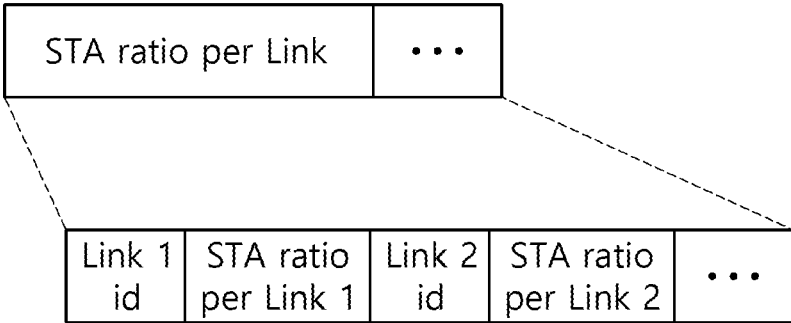 STA ratio per Link
• • •
Link 1 id
STA ratio per Link 1
Link 2 id
STA ratio per Link 2
• • •